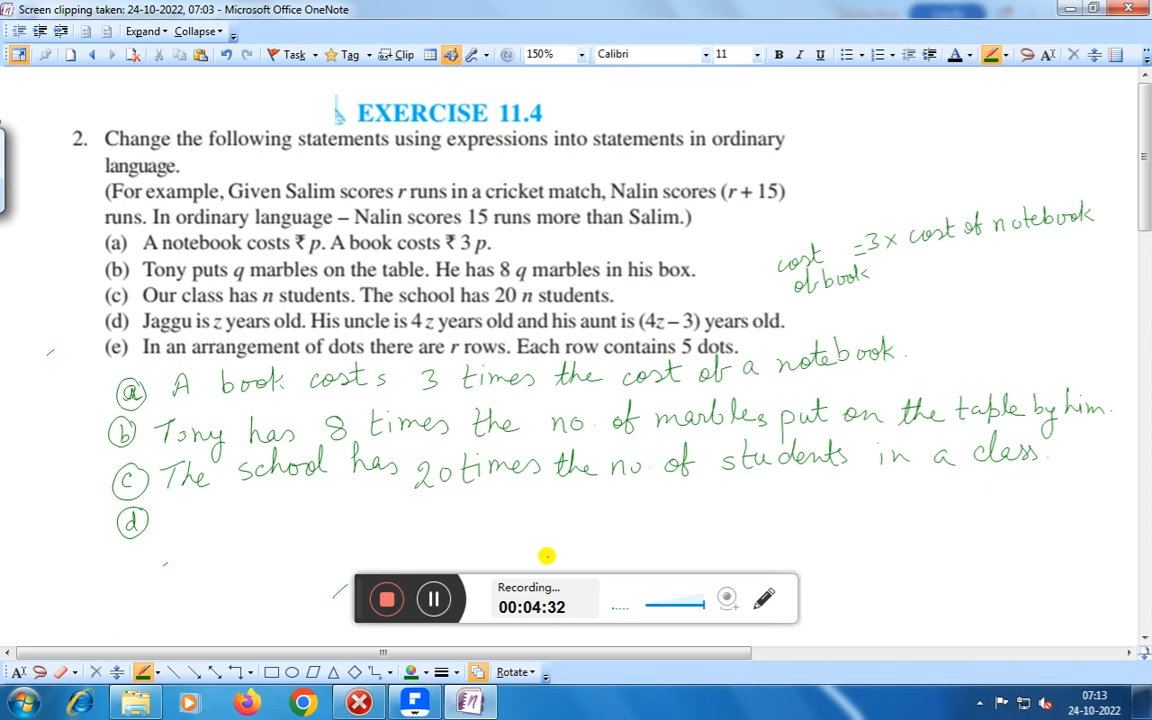 Screen clipping taken: 24-10-2022, 07:03 - Microsoft Office OneNote
Expand Collapse
Task Tag Clip 150% Calibri 11 B I U A
EXERCISE 11.4
2. Change the following statements using expressions into statements in ordinary
language.
(For example, Given Salim scores r runs in a cricket match, Nalin scores (r + 15)
runs. In ordinary language – Nalin scores 15 runs more than Salim.)
(a) A notebook costs ₹ p. A book costs ₹ 3 p.
(b) Tony puts q marbles on the table. He has 8 q marbles in his box.
(c) Our class has n students. The school has 20 n students.
(d) Jaggu is z years old. His uncle is 4 z years old and his aunt is (4z – 3) years old.
(e) In an arrangement of dots there are r rows. Each row contains 5 dots.
cost of book = 3 × cost of notebook
(a) A book costs 3 times the cost of a notebook.
(b) Tony has 8 times the no. of marbles put on the table by him.
(c) The school has 20 times the no. of students in a class.
(d)
Recording...
00:04:32
Rotate
07:13
24-10-2022